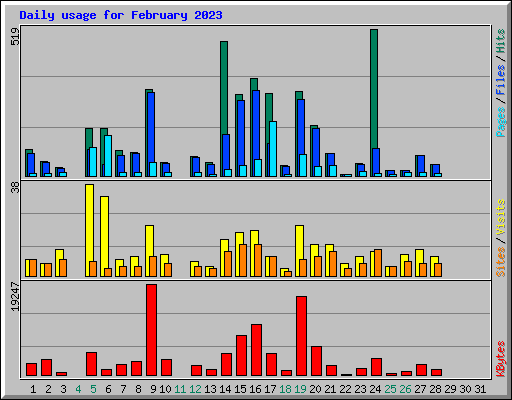 Daily usage for February 2023
519
38
19247
Pages / Files / Hits
Sites / Visits
KBytes
1 2 3 4 5 6 7 8 9 10 11 12 13 14 15 16 17 18 19 20 21 22 23 24 25 26 27 28 29 30 31